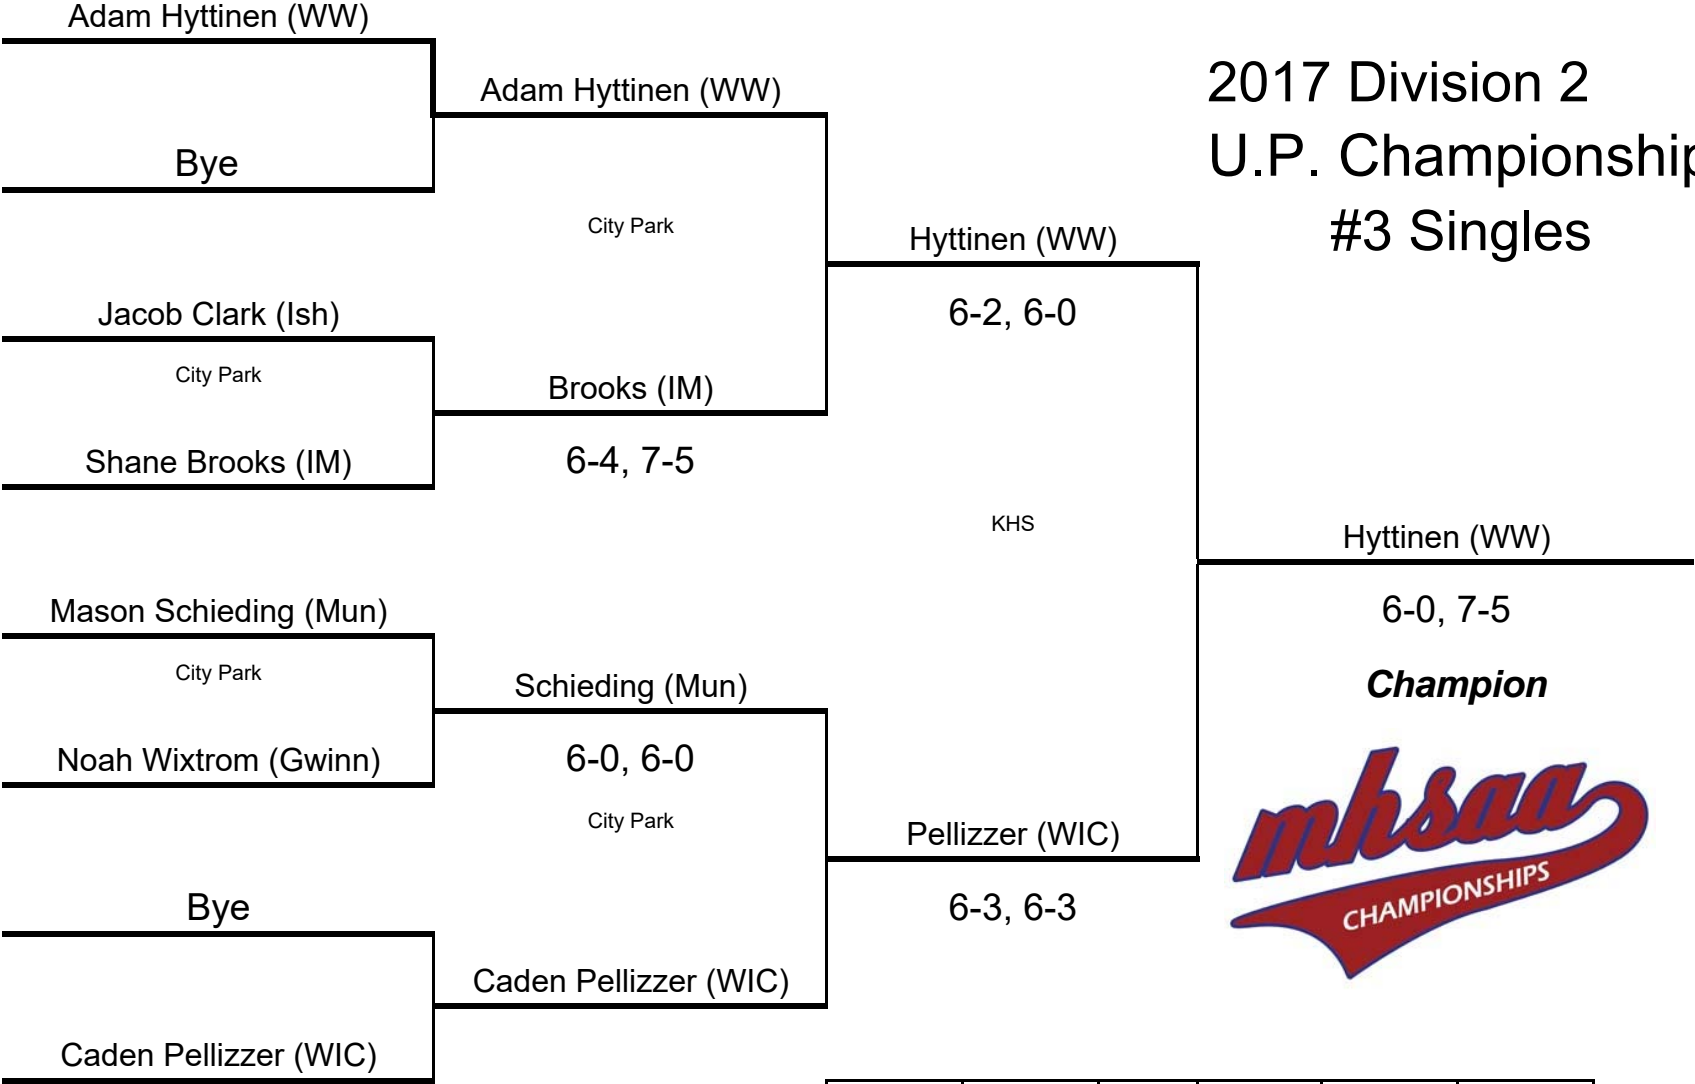 Adam Hyttinen (WW)
Bye
Jacob Clark (Ish)
City Park
Shane Brooks (IM)
Mason Schieding (Mun)
City Park
Noah Wixtrom (Gwinn)
Bye
Caden Pellizzer (WIC)
Adam Hyttinen (WW)
City Park
Brooks (IM)
6-4, 7-5
Schieding (Mun)
6-0, 6-0
City Park
Caden Pellizzer (WIC)
Hyttinen (WW)
6-2, 6-0
KHS
Pellizzer (WIC)
6-3, 6-3
2017 Division 2
U.P. Championship
#3 Singles
Hyttinen (WW)
6-0, 7-5
Champion
mhsaa
CHAMPIONSHIPS